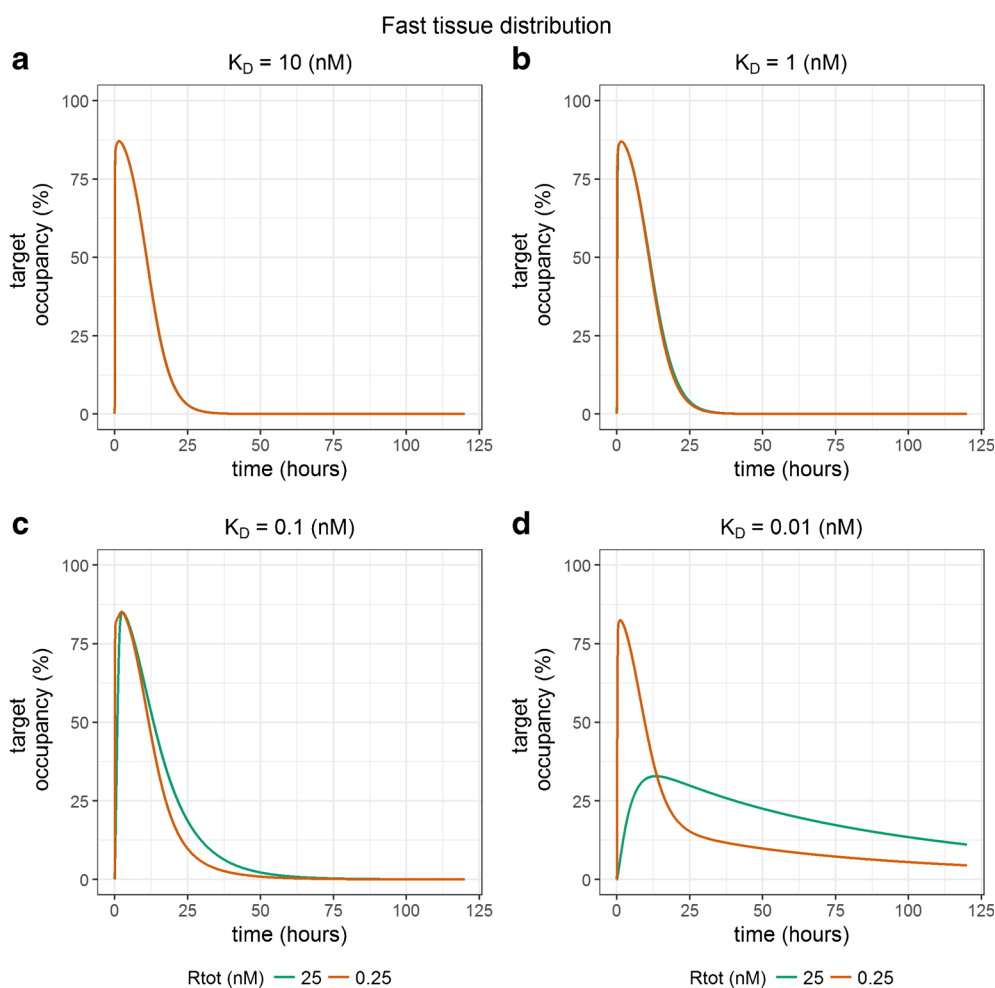 Fast tissue distribution
a
K_D = 10 (nM)
100
75
50
25
0
target
occupancy (%)
0 25 50 75 100 125
time (hours)
b
K_D = 1 (nM)
100
75
50
25
0
target
occupancy (%)
0 25 50 75 100 125
time (hours)
c
K_D = 0.1 (nM)
100
75
50
25
0
target
occupancy (%)
0 25 50 75 100 125
time (hours)
Rtot (nM) 25 0.25
d
K_D = 0.01 (nM)
100
75
50
25
0
target
occupancy (%)
0 25 50 75 100 125
time (hours)
Rtot (nM) 25 0.25